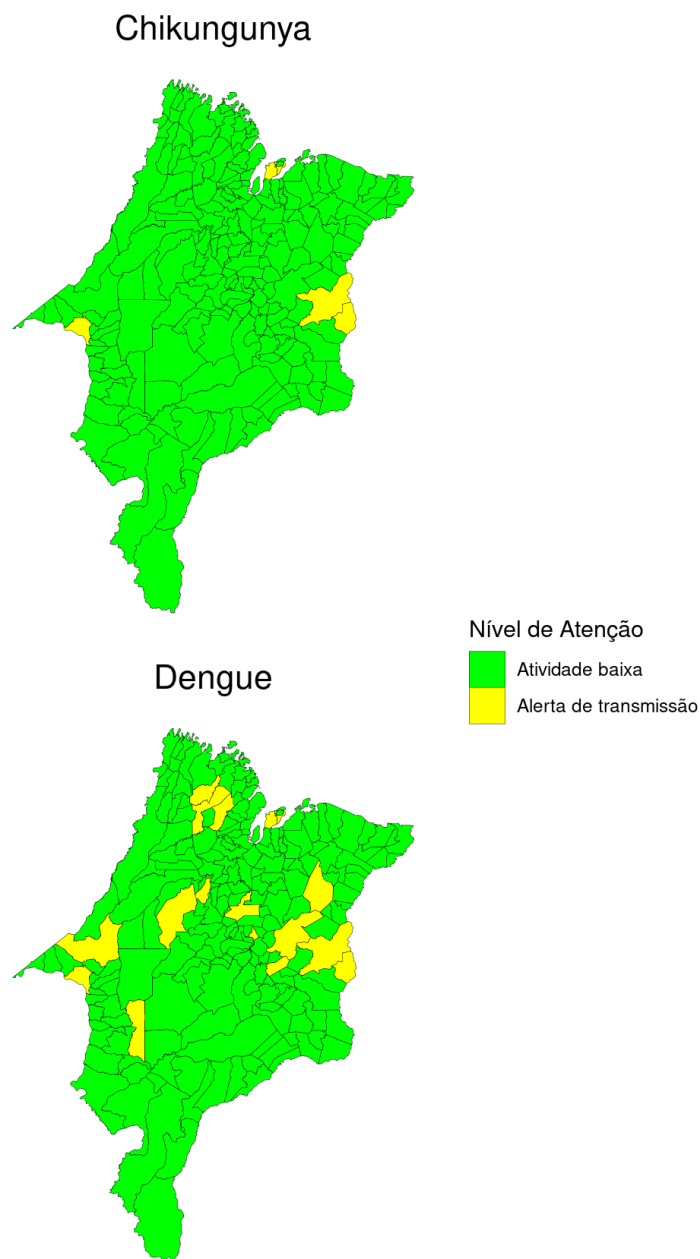 Chikungunya
Nível de Atenção
Atividade baixa
Alerta de transmissão
Dengue